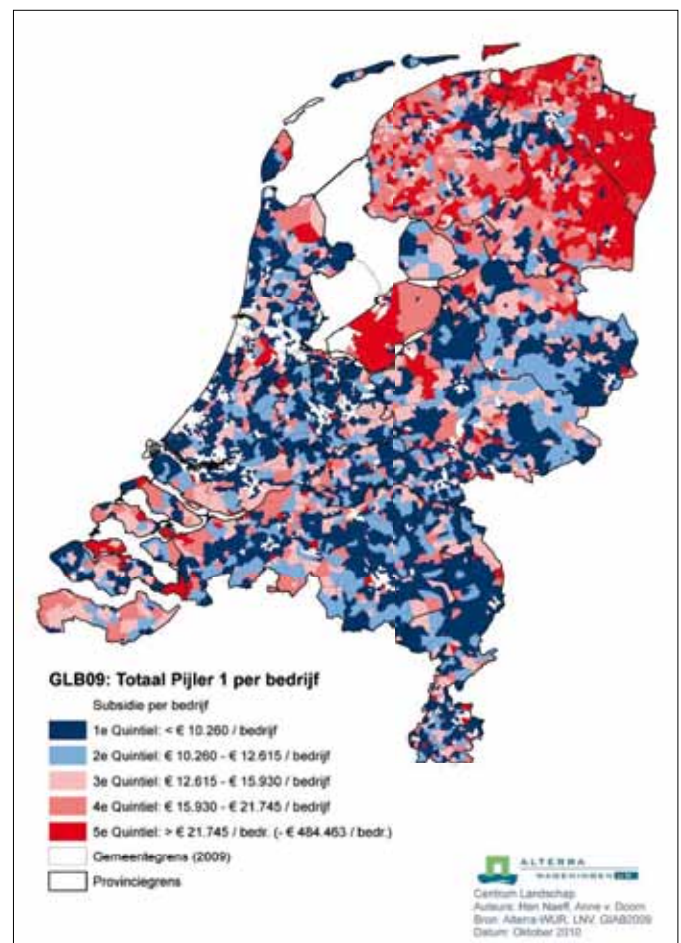 GLB09: Totaal Pijler 1 per bedrijf
Subsidie per bedrijf
1e Quintiel: < € 10.260 / bedrijf
2e Quintiel: € 10.260 - € 12.615 / bedrijf
3e Quintiel: € 12.615 - € 15.930 / bedrijf
4e Quintiel: € 15.930 - € 21.745 / bedrijf
5e Quintiel: > € 21.745 / bedr. (- € 484.463 / bedr.)
Gemeentegrens (2009)
Provinciegrens
ALTERRA
WAGENINGEN UR
Centrum Landschap
Auteurs: Han Naeff, Anne v. Doorn
Bron: Alterra-WUR, LNV, GIAB2009
Datum: Oktober 2010